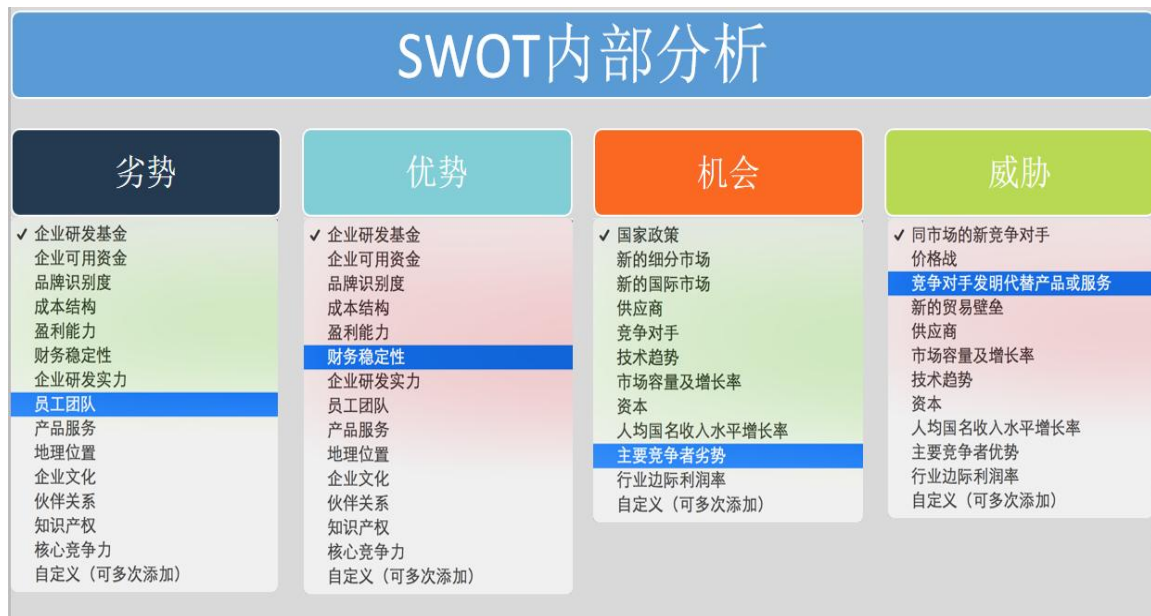 SWOT内部分析
劣势
✓ 企业研发基金
企业可用资金
品牌识别度
成本结构
盈利能力
财务稳定性
企业研发实力
员工团队
产品服务
地理位置
企业文化
伙伴关系
知识产权
核心竞争力
自定义（可多次添加）
优势
✓ 企业研发基金
企业可用资金
品牌识别度
成本结构
盈利能力
财务稳定性
企业研发实力
员工团队
产品服务
地理位置
企业文化
伙伴关系
知识产权
核心竞争力
自定义（可多次添加）
机会
✓ 国家政策
新的细分市场
新的国际市场
供应商
竞争对手
技术趋势
市场容量及增长率
资本
人均国名收入水平增长率
主要竞争者劣势
行业边际利润率
自定义（可多次添加）
威胁
✓ 同市场的新竞争对手
价格战
竞争对手发明代替产品或服务
新的贸易壁垒
供应商
市场容量及增长率
技术趋势
资本
人均国名收入水平增长率
主要竞争者优势
行业边际利润率
自定义（可多次添加）